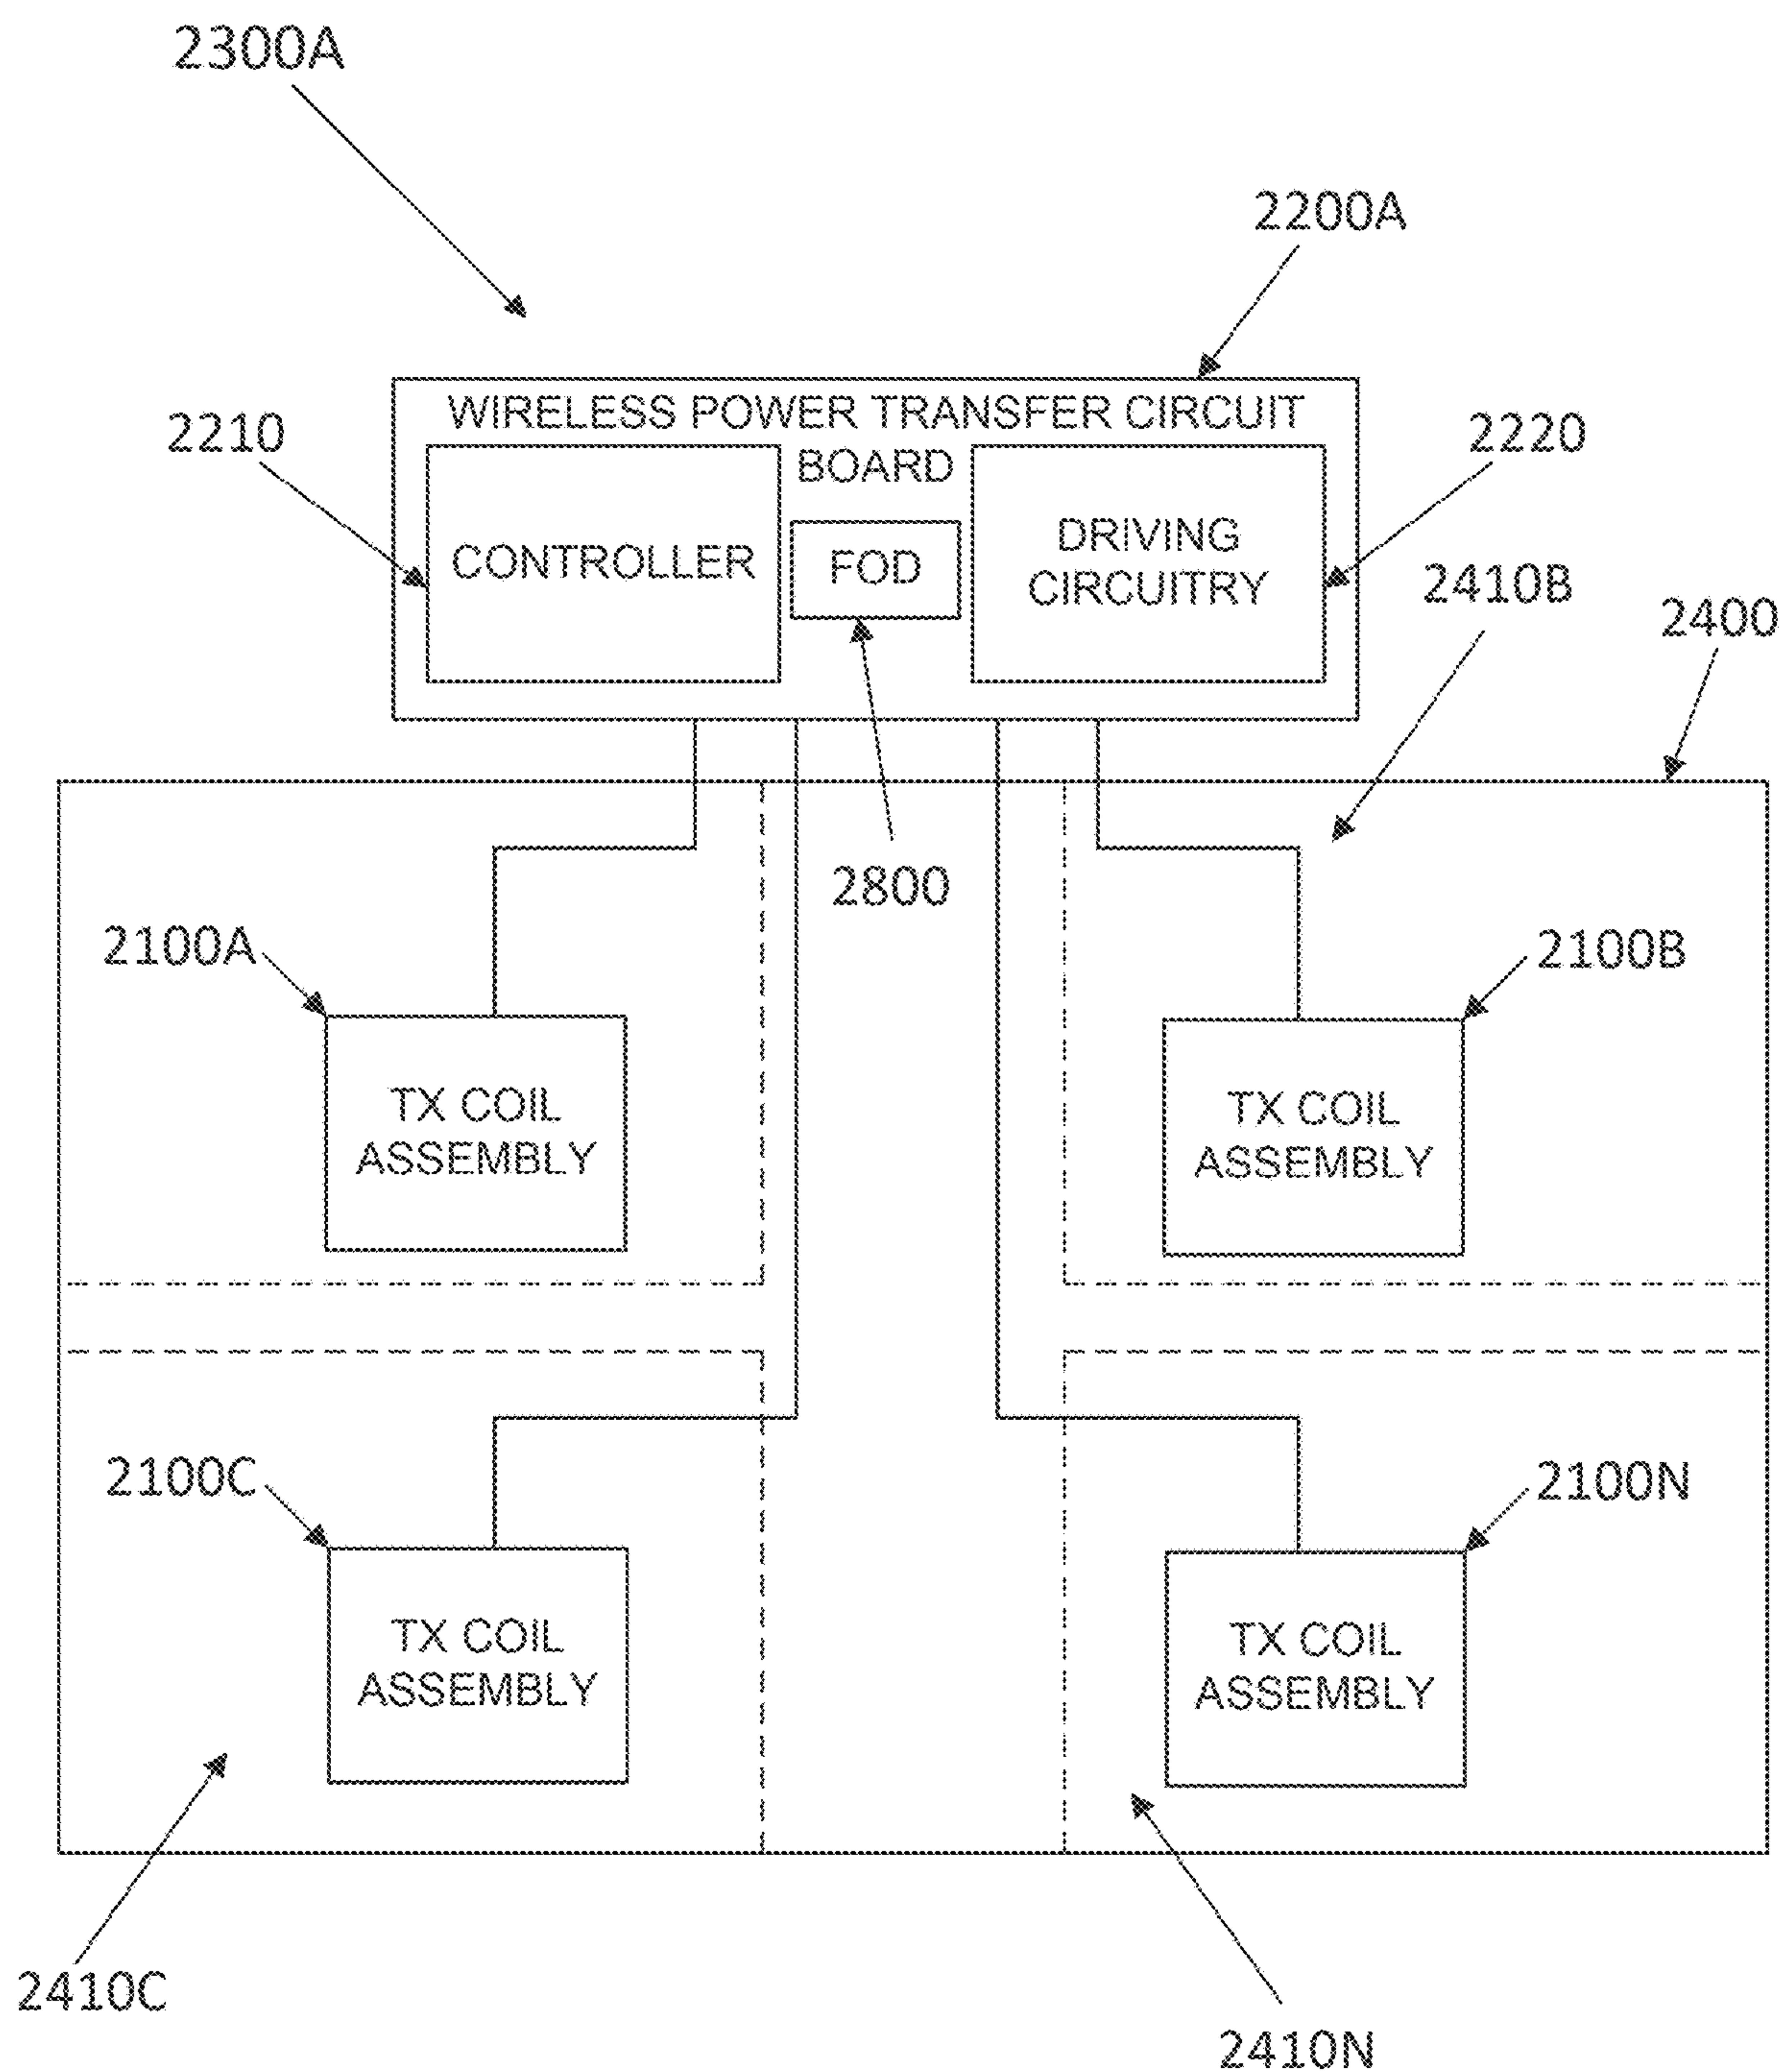 2300A
2200A
WIRELESS POWER TRANSFER CIRCUIT
BOARD
2210
2220
CONTROLLER
FOD
DRIVING
CIRCUITRY
2410B
2400
2800
2100A
2100B
TX COIL
ASSEMBLY
TX COIL
ASSEMBLY
2100C
2100N
TX COIL
ASSEMBLY
TX COIL
ASSEMBLY
2410C
2410N